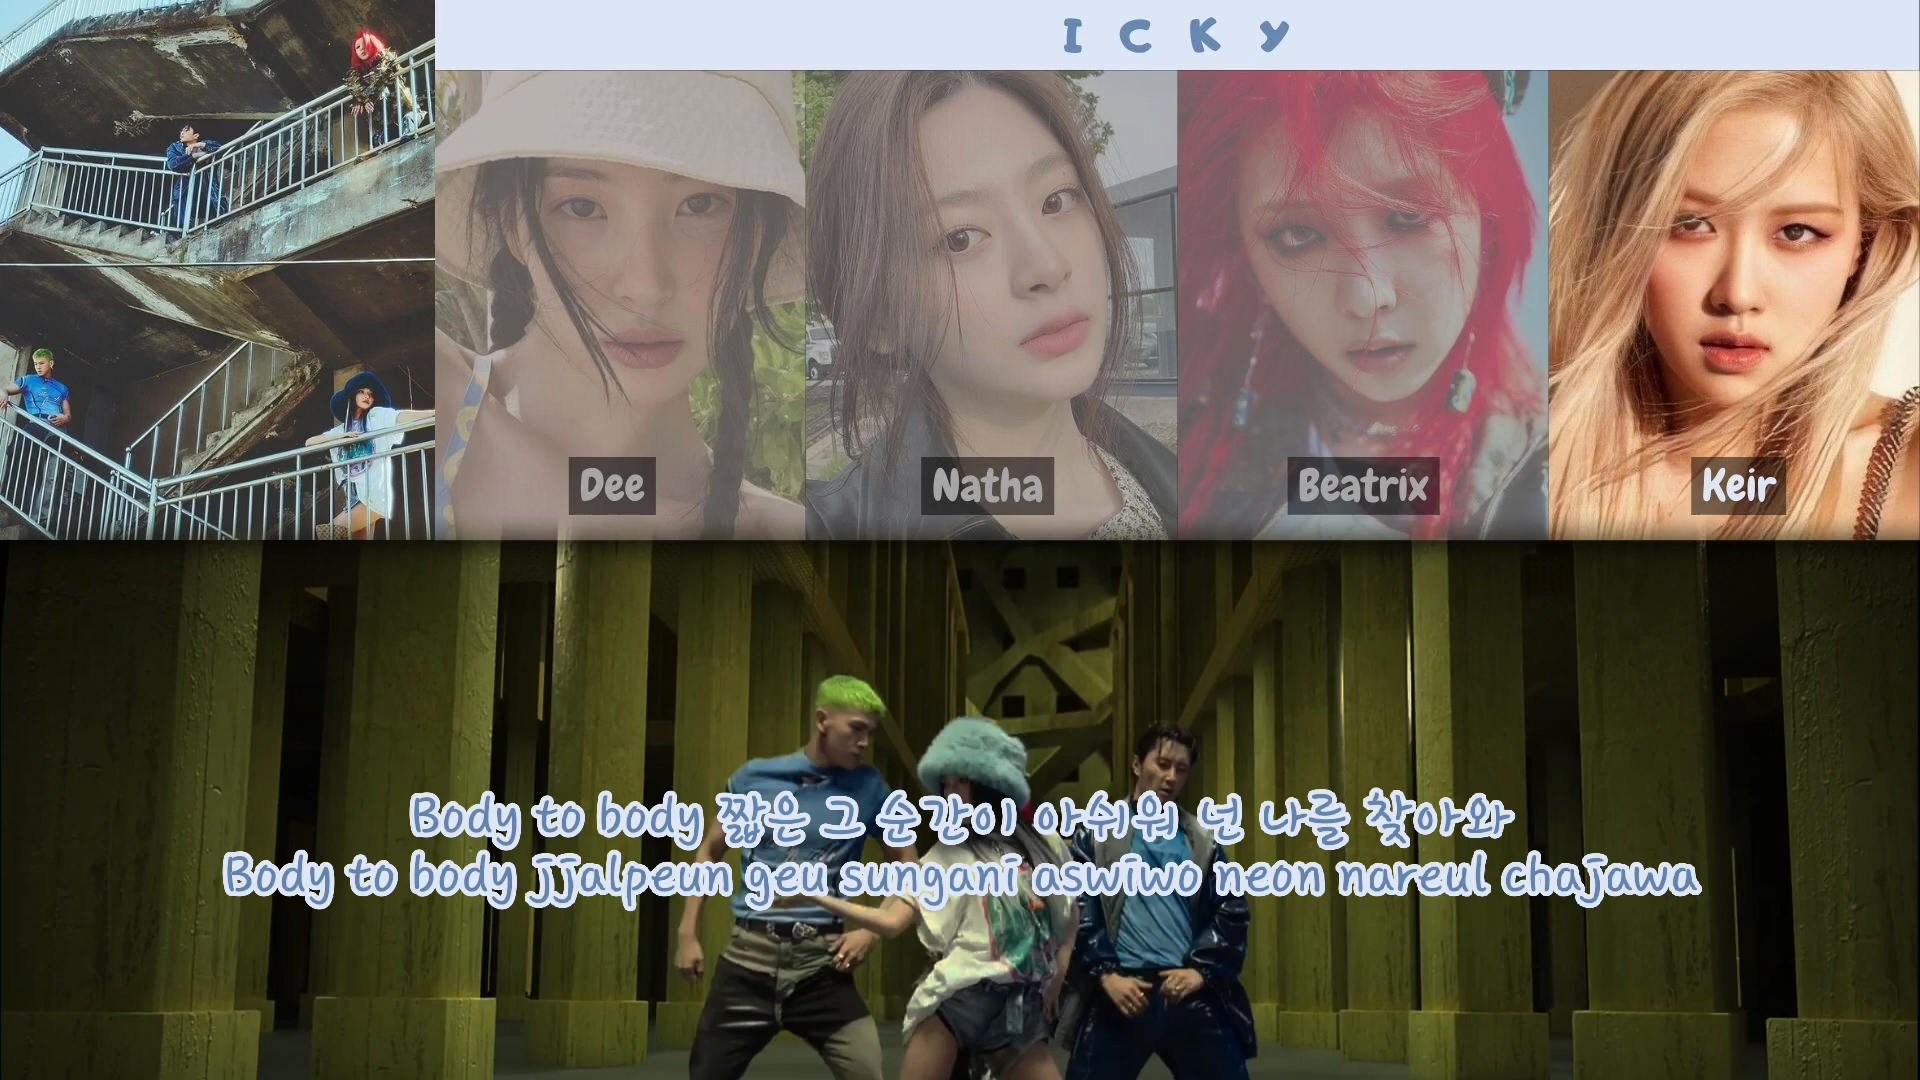 I C K Y
Dee
Natha
Beatrix
Keir
Body to body 짧은 그 순간이 아쉬워 넌 나를 찾아와
Body to body jjalpeun geu sungani aswiwo neon nareul chajawa